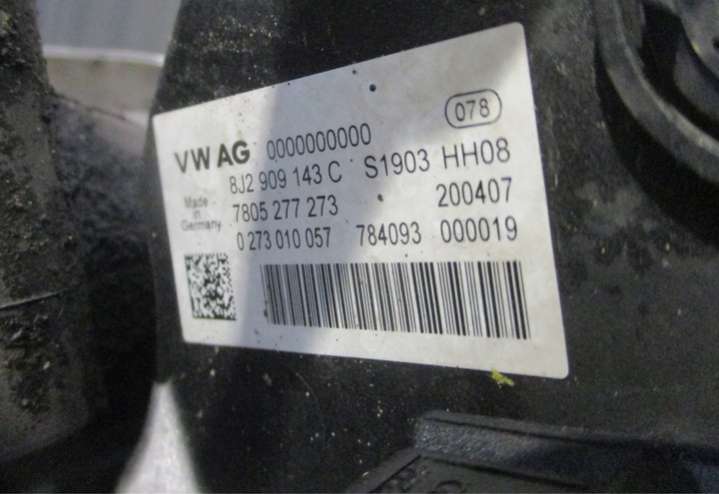 078
VW AG 0000000000
8J2 909 143 C S1903 HH08
Made in Germany
7805 277 273 200407
0 273 010 057 784093 000019